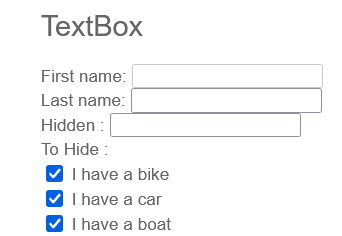 TextBox
First name:
Last name:
Hidden :
To Hide :
I have a bike
I have a car
I have a boat